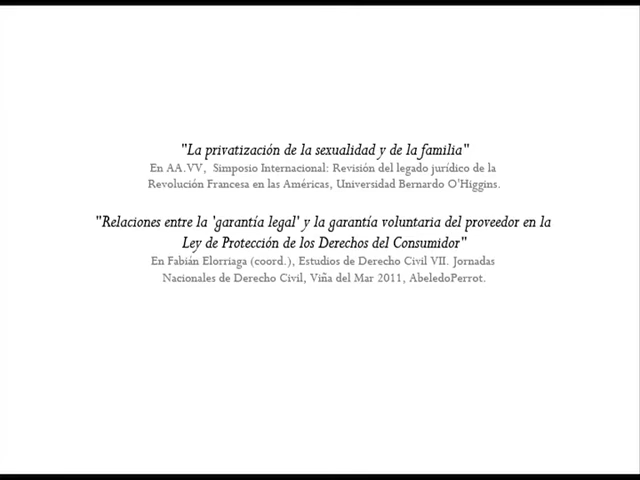 "La privatización de la sexualidad y de la familia"
En AA.VV,  Simposio Internacional: Revisión del legado jurídico de la
Revolución Francesa en las Américas, Universidad Bernardo O'Higgins.
"Relaciones entre la 'garantía legal' y la garantía voluntaria del proveedor en la
Ley de Protección de los Derechos del Consumidor"
En Fabián Elorriaga (coord.), Estudios de Derecho Civil VII. Jornadas
Nacionales de Derecho Civil, Viña del Mar 2011, AbeledoPerrot.